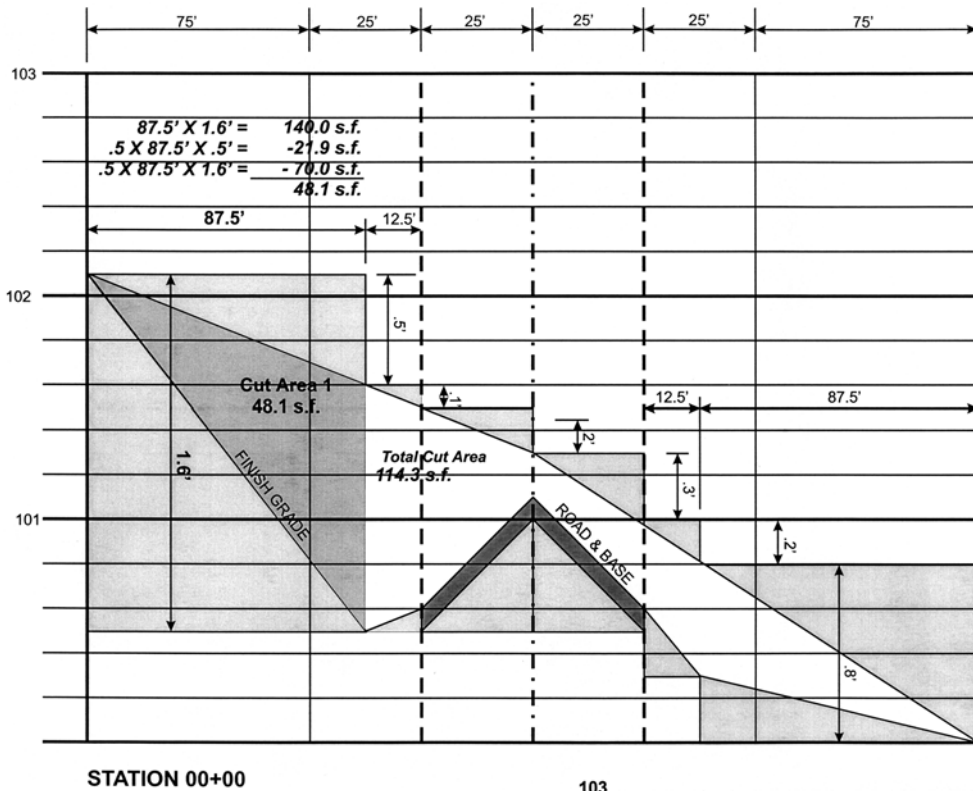 75' 25' 25' 25' 25' 75'
103
87.5' X 1.6' = 140.0 s.f.
.5 X 87.5' X .5' = -21.9 s.f.
.5 X 87.5' X 1.6' = - 70.0 s.f.
48.1 s.f.
87.5' 12.5'
102
.5'
Cut Area 1
48.1 s.f.
.1'
.2'
12.5' 87.5'
1.6'
FINISH GRADE
Total Cut Area
114.3 s.f.
.3'
101
ROAD & BASE
.2'
.8'
STATION 00+00
103